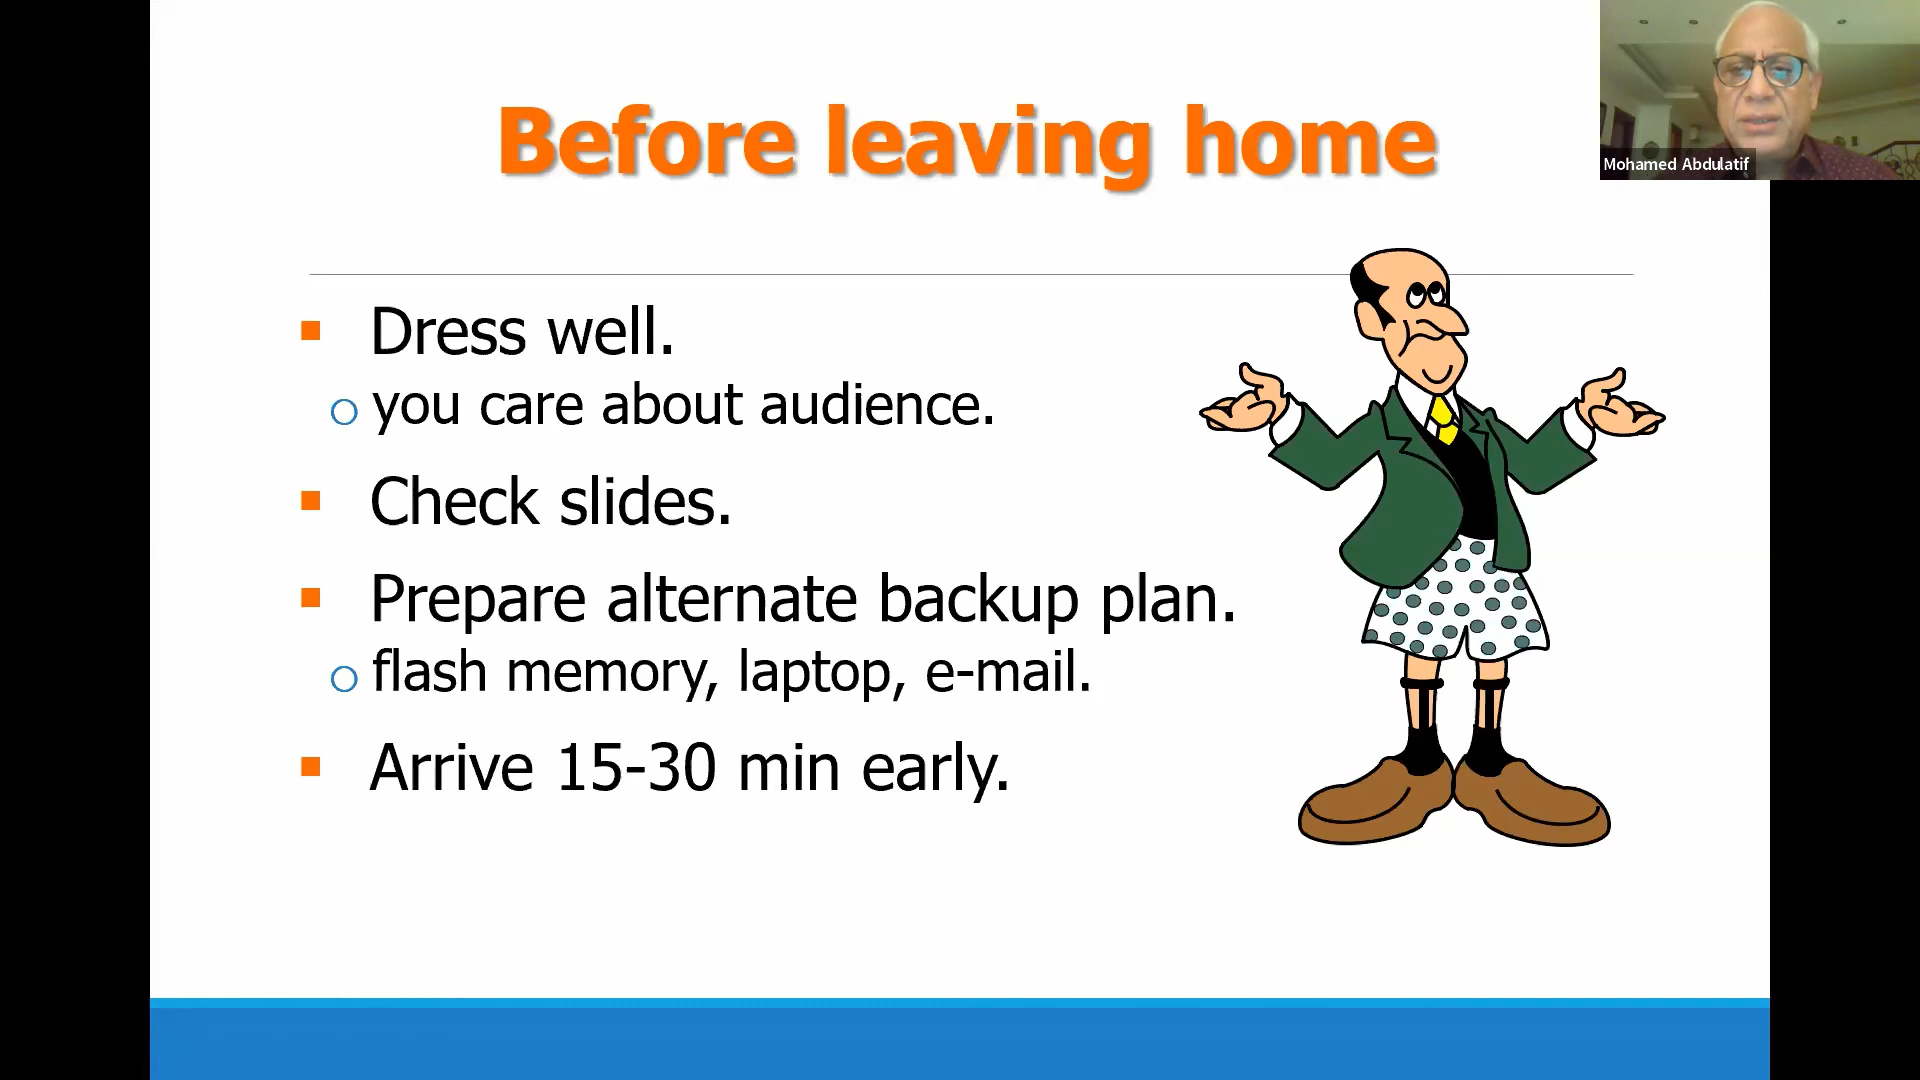 Before leaving home
Mohamed Abdulatif
Dress well.
you care about audience.
Check slides.
Prepare alternate backup plan.
flash memory, laptop, e-mail.
Arrive 15-30 min early.